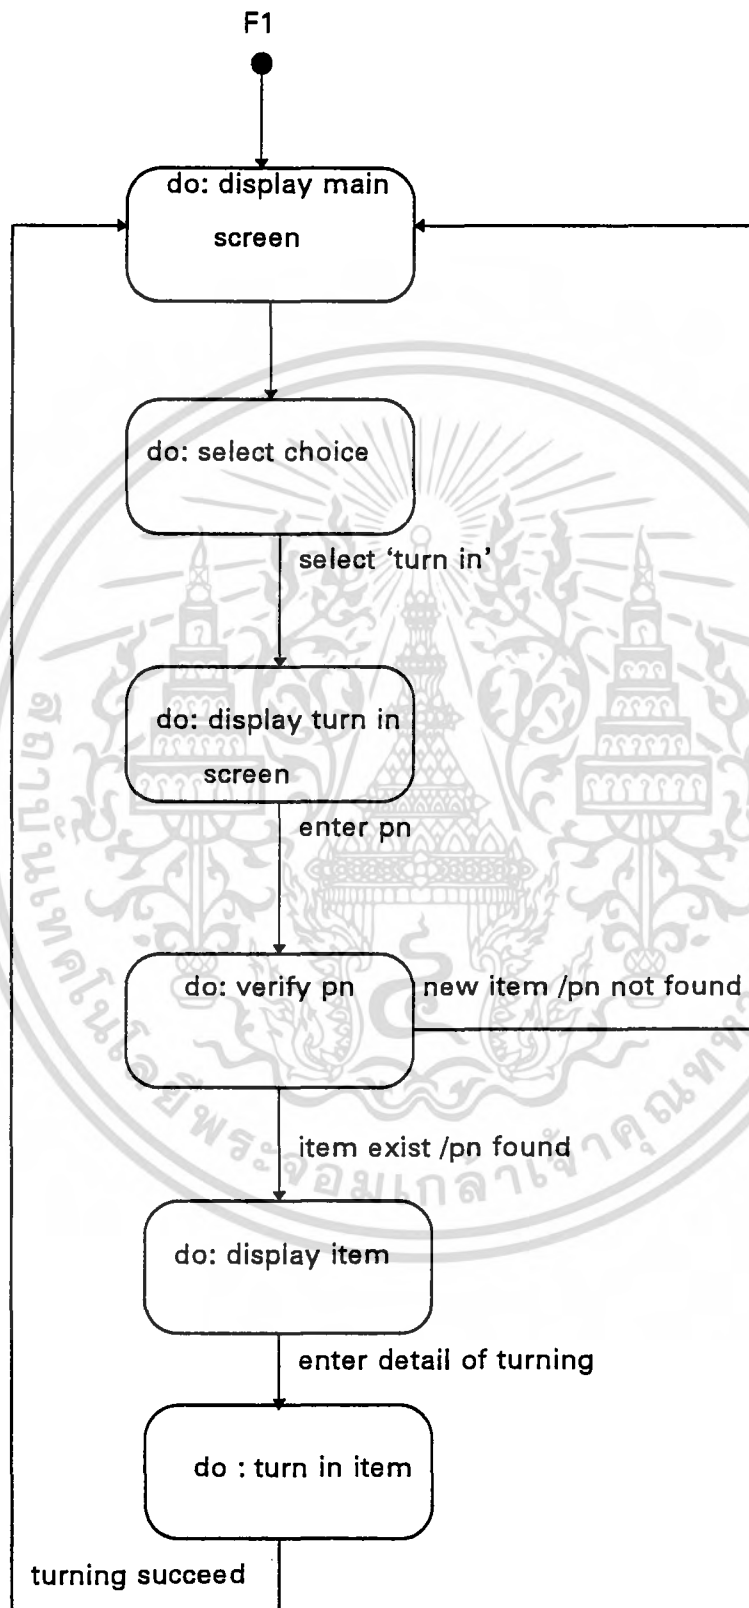 F1
do: display main
screen
do: select choice
select ‘turn in’
do: display turn in
screen
enter pn
do: verify pn
new item /pn not found
item exist /pn found
do: display item
enter detail of turning
do : turn in item
turning succeed